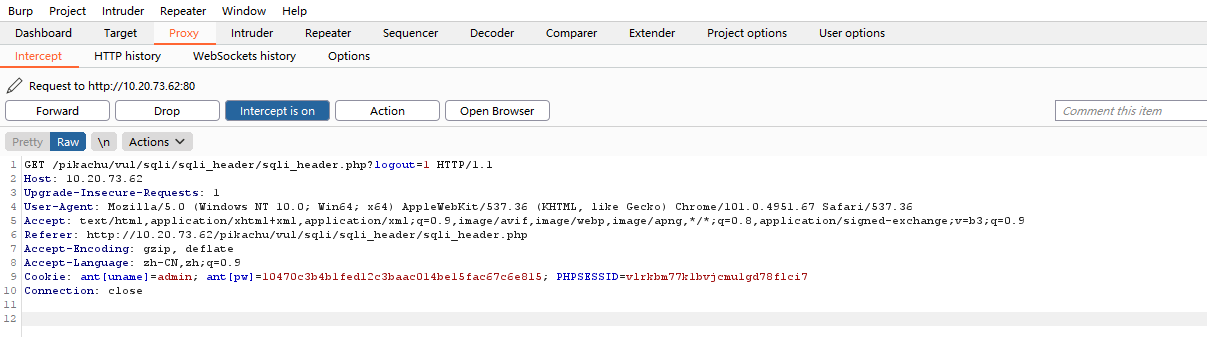 Burp Project Intruder Repeater Window Help
Dashboard Target Proxy Intruder Repeater Sequencer Decoder Comparer Extender Project options User options
Intercept HTTP history WebSockets history Options
Request to http://10.20.73.62:80
Forward Drop Intercept is on Action Open Browser Comment this item
Pretty Raw \n Actions
1 GET /pikachu/vul/sqli/sqli_header/sqli_header.php?logout=1 HTTP/1.1
2 Host: 10.20.73.62
3 Upgrade-Insecure-Requests: 1
4 User-Agent: Mozilla/5.0 (Windows NT 10.0; Win64; x64) AppleWebKit/537.36 (KHTML, like Gecko) Chrome/101.0.4951.67 Safari/537.36
5 Accept: text/html,application/xhtml+xml,application/xml;q=0.9,image/avif,image/webp,image/apng,*/*;q=0.8,application/signed-exchange;v=b3;q=0.9
6 Referer: http://10.20.73.62/pikachu/vul/sqli/sqli_header/sqli_header.php
7 Accept-Encoding: gzip, deflate
8 Accept-Language: zh-CN,zh;q=0.9
9 Cookie: ant[uname]=admin; ant[pw]=10470c3b4b1fed12c3baac014be15fac67c6e815; PHPSESSID=v1rkbm77k1bvjcmulgd78f1ci7
10 Connection: close
11
12